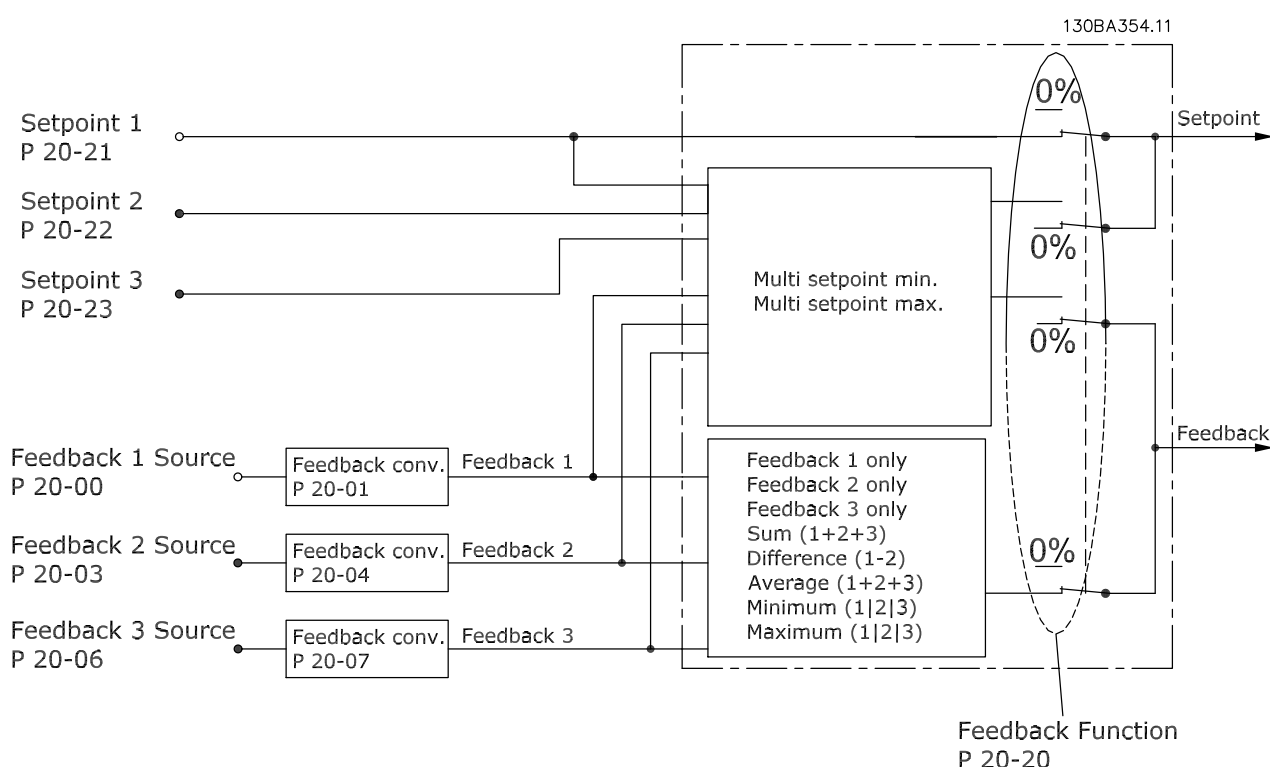 130BA354.11
0%
Setpoint 1
P 20-21
Setpoint
Setpoint 2
P 20-22
0%
Setpoint 3
P 20-23
Multi setpoint min.
Multi setpoint max.
0%
Feedback
Feedback 1 Source
P 20-00
Feedback conv.
P 20-01
Feedback 1
Feedback 2 Source
P 20-03
Feedback conv.
P 20-04
Feedback 2
Feedback 3 Source
P 20-06
Feedback conv.
P 20-07
Feedback 3
Feedback 1 only
Feedback 2 only
Feedback 3 only
Sum (1+2+3)
Difference (1-2)
Average (1+2+3)
Minimum (1|2|3)
Maximum (1|2|3)
0%
Feedback Function
P 20-20